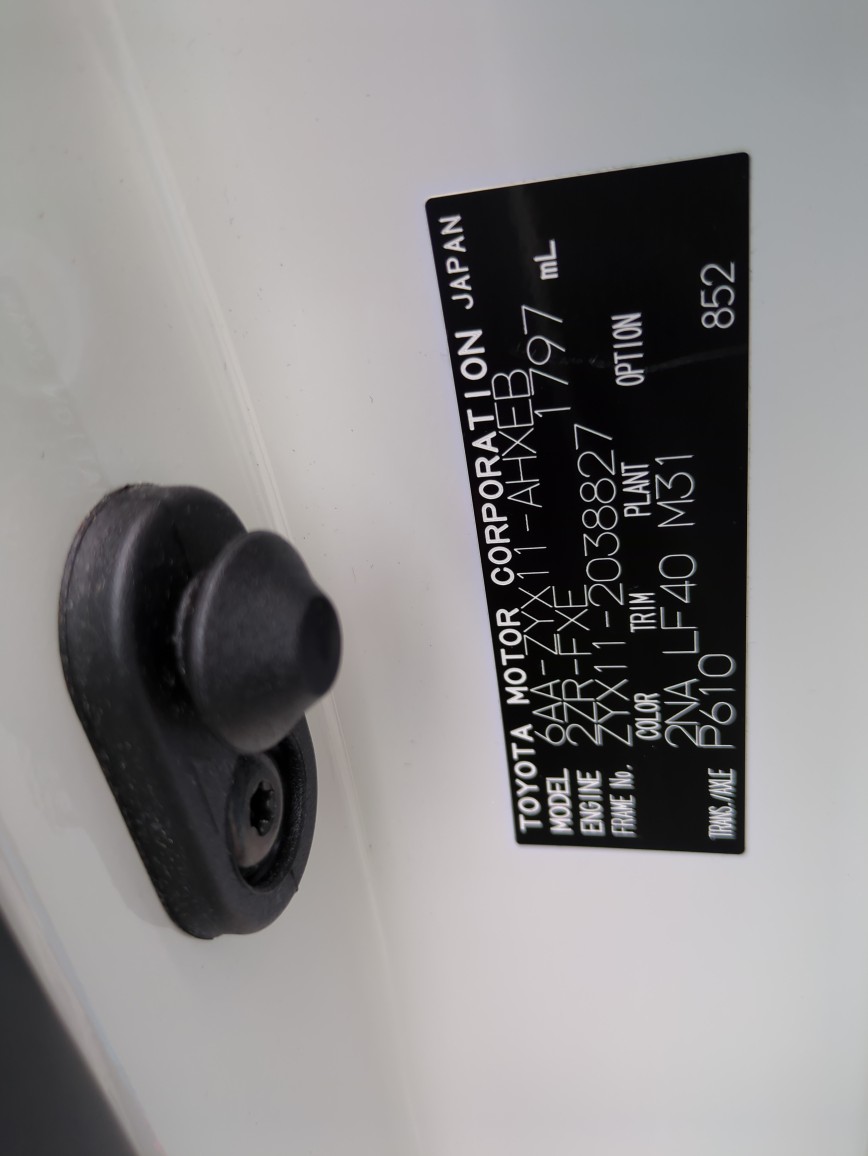 TOYOTA MOTOR CORPORATION JAPAN
MODEL 6AA-ZYX11-AHXEB
ENGINE 2ZR-FXE 1797 mL
FRAME No. ZYX11-2038827
COLOR TRIM PLANT OPTION
2NA LF40 M31
TRANS./AXLE P610 852